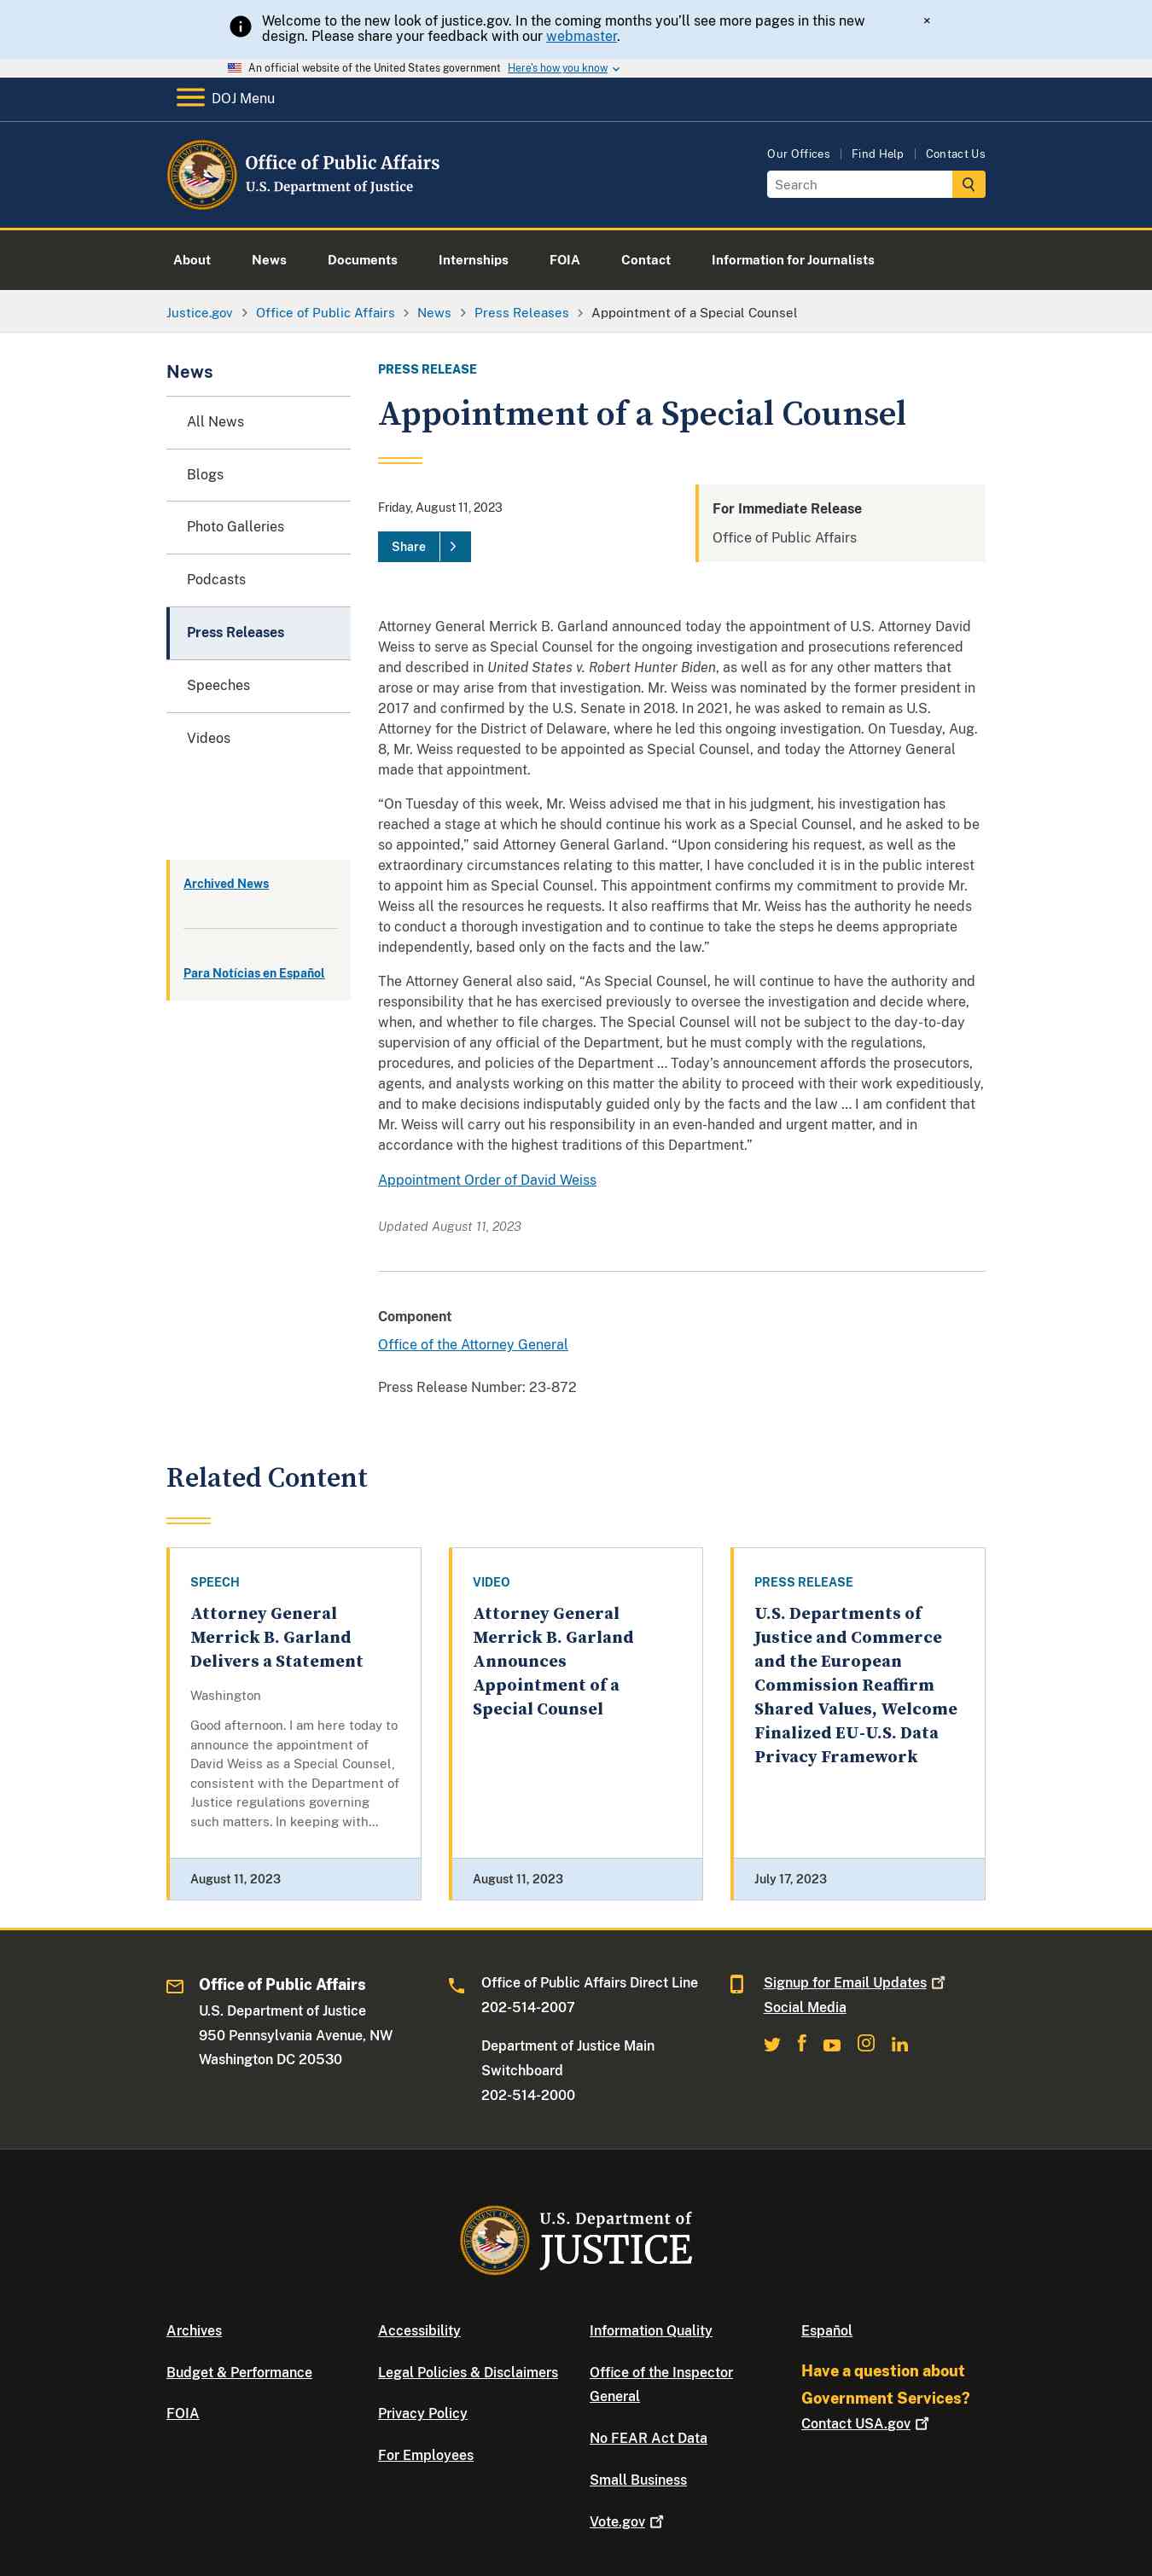 Welcome to the new look of justice.gov. In the coming months you'll see more pages in this new
design. Please share your feedback with our webmaster.
×
An official website of the United States government Here's how you know
DOJ Menu
Office of Public Affairs
U.S. Department of Justice
Our Offices
Find Help
Contact Us
Search
About News Documents Internships FOIA Contact Information for Journalists
Justice.gov > Office of Public Affairs > News > Press Releases > Appointment of a Special Counsel
News
All News
Blogs
Photo Galleries
Podcasts
Press Releases
Speeches
Videos
Archived News
Para Notícias en Español
PRESS RELEASE
Appointment of a Special Counsel
Friday, August 11, 2023
Share
For Immediate Release
Office of Public Affairs
Attorney General Merrick B. Garland announced today the appointment of U.S. Attorney David
Weiss to serve as Special Counsel for the ongoing investigation and prosecutions referenced
and described in United States v. Robert Hunter Biden, as well as for any other matters that
arose or may arise from that investigation. Mr. Weiss was nominated by the former president in
2017 and confirmed by the U.S. Senate in 2018. In 2021, he was asked to remain as U.S.
Attorney for the District of Delaware, where he led this ongoing investigation. On Tuesday, Aug.
8, Mr. Weiss requested to be appointed as Special Counsel, and today the Attorney General
made that appointment.
“On Tuesday of this week, Mr. Weiss advised me that in his judgment, his investigation has
reached a stage at which he should continue his work as a Special Counsel, and he asked to be
so appointed,” said Attorney General Garland. “Upon considering his request, as well as the
extraordinary circumstances relating to this matter, I have concluded it is in the public interest
to appoint him as Special Counsel. This appointment confirms my commitment to provide Mr.
Weiss all the resources he requests. It also reaffirms that Mr. Weiss has the authority he needs
to conduct a thorough investigation and to continue to take the steps he deems appropriate
independently, based only on the facts and the law.”
The Attorney General also said, “As Special Counsel, he will continue to have the authority and
responsibility that he has exercised previously to oversee the investigation and decide where,
when, and whether to file charges. The Special Counsel will not be subject to the day-to-day
supervision of any official of the Department, but he must comply with the regulations,
procedures, and policies of the Department … Today’s announcement affords the prosecutors,
agents, and analysts working on this matter the ability to proceed with their work expeditiously,
and to make decisions indisputably guided only by the facts and the law … I am confident that
Mr. Weiss will carry out his responsibility in an even-handed and urgent matter, and in
accordance with the highest traditions of this Department.”
Appointment Order of David Weiss
Updated August 11, 2023
Component
Office of the Attorney General
Press Release Number: 23-872
Related Content
SPEECH
Attorney General
Merrick B. Garland
Delivers a Statement
Washington
Good afternoon. I am here today to
announce the appointment of
David Weiss as a Special Counsel,
consistent with the Department of
Justice regulations governing
such matters. In keeping with...
August 11, 2023
VIDEO
Attorney General
Merrick B. Garland
Announces
Appointment of a
Special Counsel
August 11, 2023
PRESS RELEASE
U.S. Departments of
Justice and Commerce
and the European
Commission Reaffirm
Shared Values, Welcome
Finalized EU-U.S. Data
Privacy Framework
July 17, 2023
Office of Public Affairs
U.S. Department of Justice
950 Pennsylvania Avenue, NW
Washington DC 20530
Office of Public Affairs Direct Line
202-514-2007
Department of Justice Main
Switchboard
202-514-2000
Signup for Email Updates
Social Media
U.S. Department of
JUSTICE
Archives
Budget & Performance
FOIA
Accessibility
Legal Policies & Disclaimers
Privacy Policy
For Employees
Information Quality
Office of the Inspector
General
No FEAR Act Data
Small Business
Vote.gov
Español
Have a question about
Government Services?
Contact USA.gov